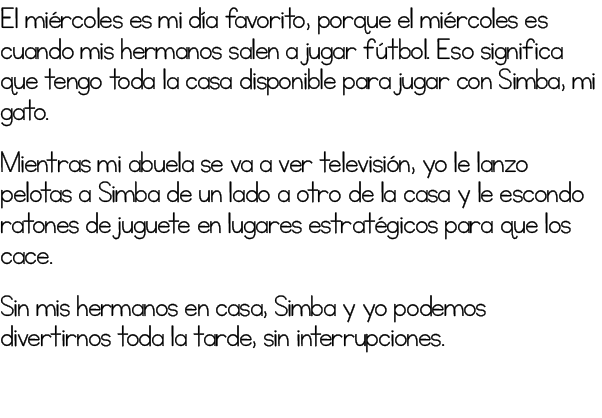 El miércoles es mi día favorito, porque el miércoles es
cuando mis hermanos salen a jugar fútbol. Eso significa
que tengo toda la casa disponible para jugar con Simba, mi
gato.
Mientras mi abuela se va a ver televisión, yo le lanzo
pelotas a Simba de un lado a otro de la casa y le escondo
ratones de juguete en lugares estratégicos para que los
cace.
Sin mis hermanos en casa, Simba y yo podemos
divertirnos toda la tarde, sin interrupciones.